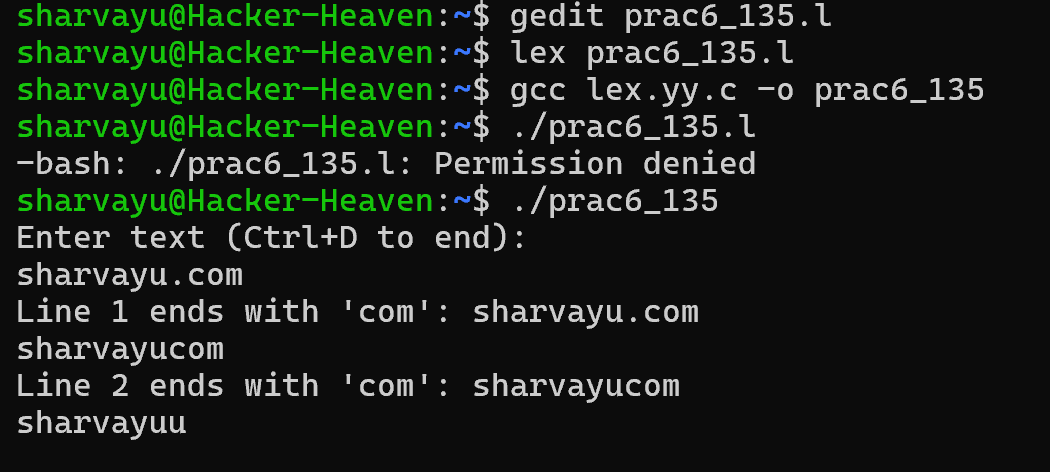 sharvayu@Hacker-Heaven:~$ gedit prac6_135.l
sharvayu@Hacker-Heaven:~$ lex prac6_135.l
sharvayu@Hacker-Heaven:~$ gcc lex.yy.c -o prac6_135
sharvayu@Hacker-Heaven:~$ ./prac6_135.l
-bash: ./prac6_135.l: Permission denied
sharvayu@Hacker-Heaven:~$ ./prac6_135
Enter text (Ctrl+D to end):
sharvayu.com
Line 1 ends with 'com': sharvayu.com
sharvayucom
Line 2 ends with 'com': sharvayucom
sharvayuu